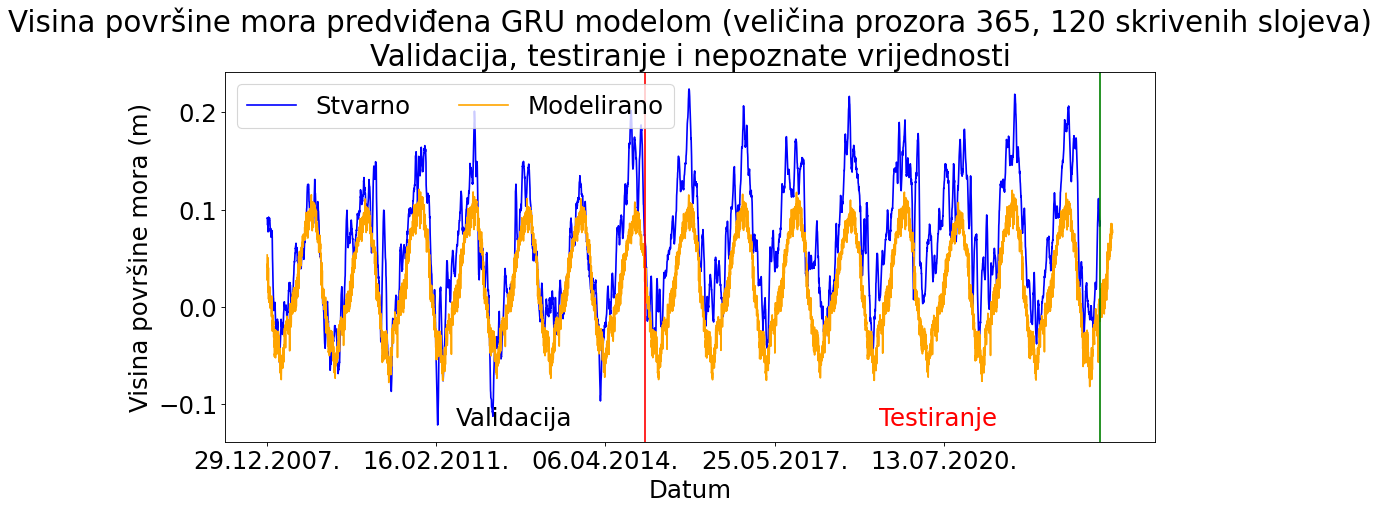 Visina površine mora predviđena GRU modelom (veličina prozora 365, 120 skrivenih slojeva)
Validacija, testiranje i nepoznate vrijednosti
Stvarno
Modelirano
Visina površine mora (m)
0.2
0.1
0.0
−0.1
Validacija
Testiranje
29.12.2007.
16.02.2011.
06.04.2014.
25.05.2017.
13.07.2020.
Datum